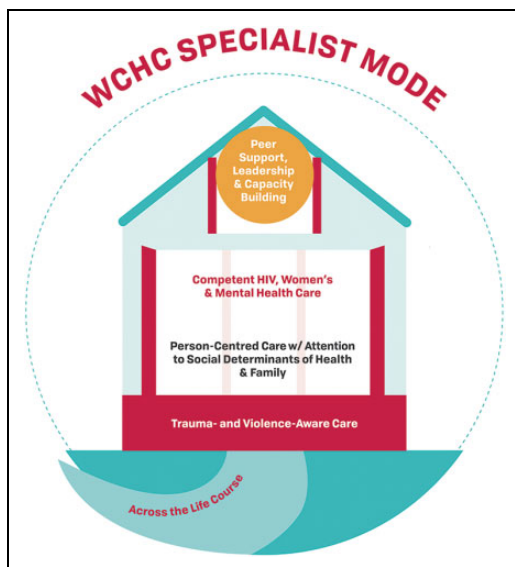 WCHC SPECIALIST MODE
Peer
Support,
Leadership
& Capacity
Building
Competent HIV, Women's
& Mental Health Care
Person-Centred Care w/ Attention
to Social Determinants of Health
& Family
Trauma- and Violence-Aware Care
Across the Life Course